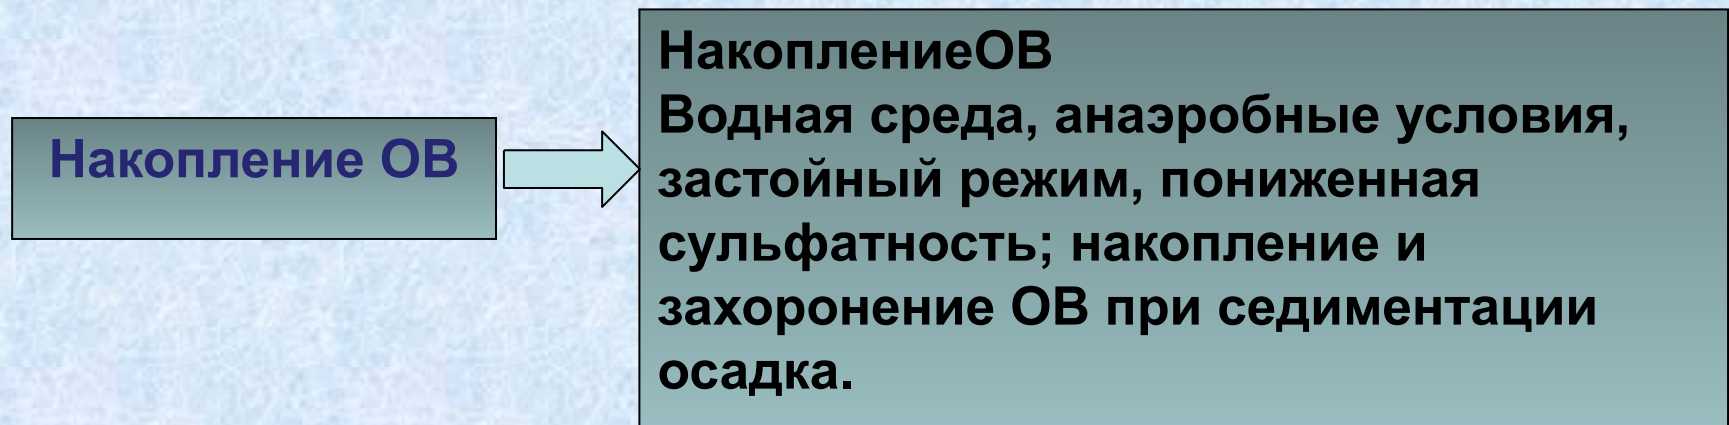 Накопление ОВ
НакоплениеОВ
Водная среда, анаэробные условия,
застойный режим, пониженная
сульфатность; накопление и
захоронение ОВ при седиментации
осадка.